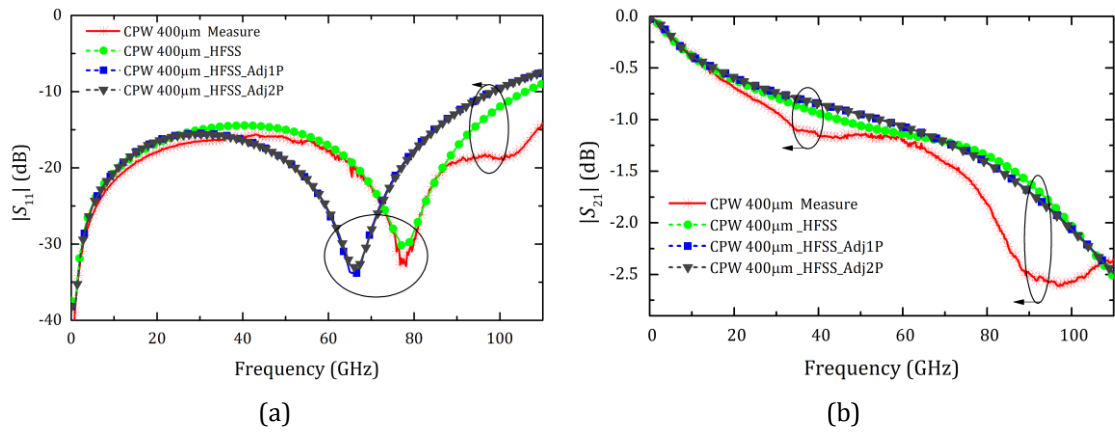 CPW 400μm Measure
CPW 400μm _HFSS
CPW 400μm _HFSS_Adj1P
CPW 400μm _HFSS_Adj2P
0
-10
-20
-30
-40
|S11| (dB)
0 20 40 60 80 100
Frequency (GHz)
(a)
0.0
-0.5
-1.0
-1.5
-2.0
-2.5
|S21| (dB)
CPW 400μm Measure
CPW 400μm _HFSS
CPW 400μm _HFSS_Adj1P
CPW 400μm _HFSS_Adj2P
0 20 40 60 80 100
Frequency (GHz)
(b)